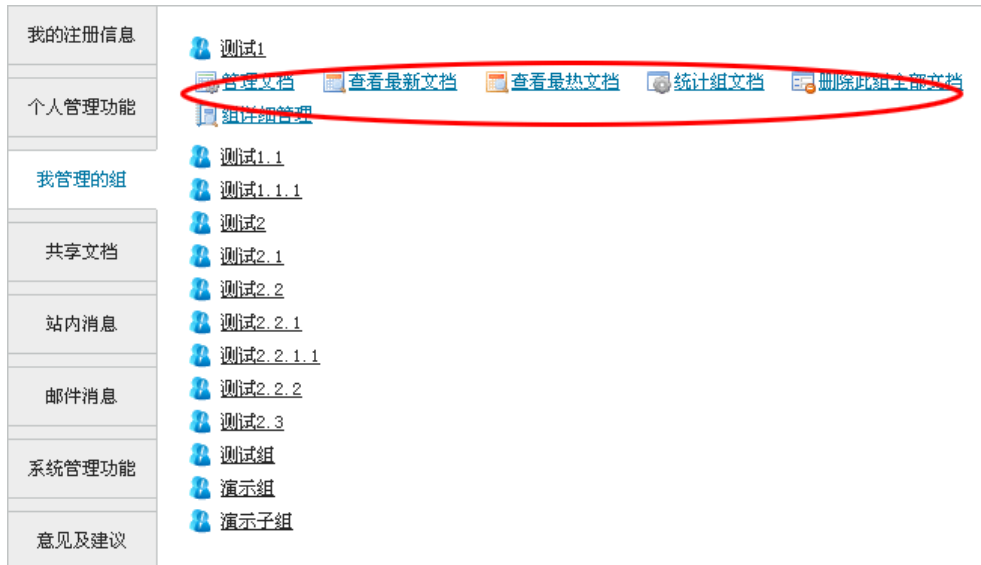 我的注册信息
个人管理功能
我管理的组
共享文档
站内消息
邮件消息
系统管理功能
意见及建议
测试1
管理文档 查看最新文档 查看最热文档 统计组文档 删除此组全部文档
组详细管理
测试1.1
测试1.1.1
测试2
测试2.1
测试2.2
测试2.2.1
测试2.2.1.1
测试2.2.2
测试2.3
测试组
演示组
演示子组